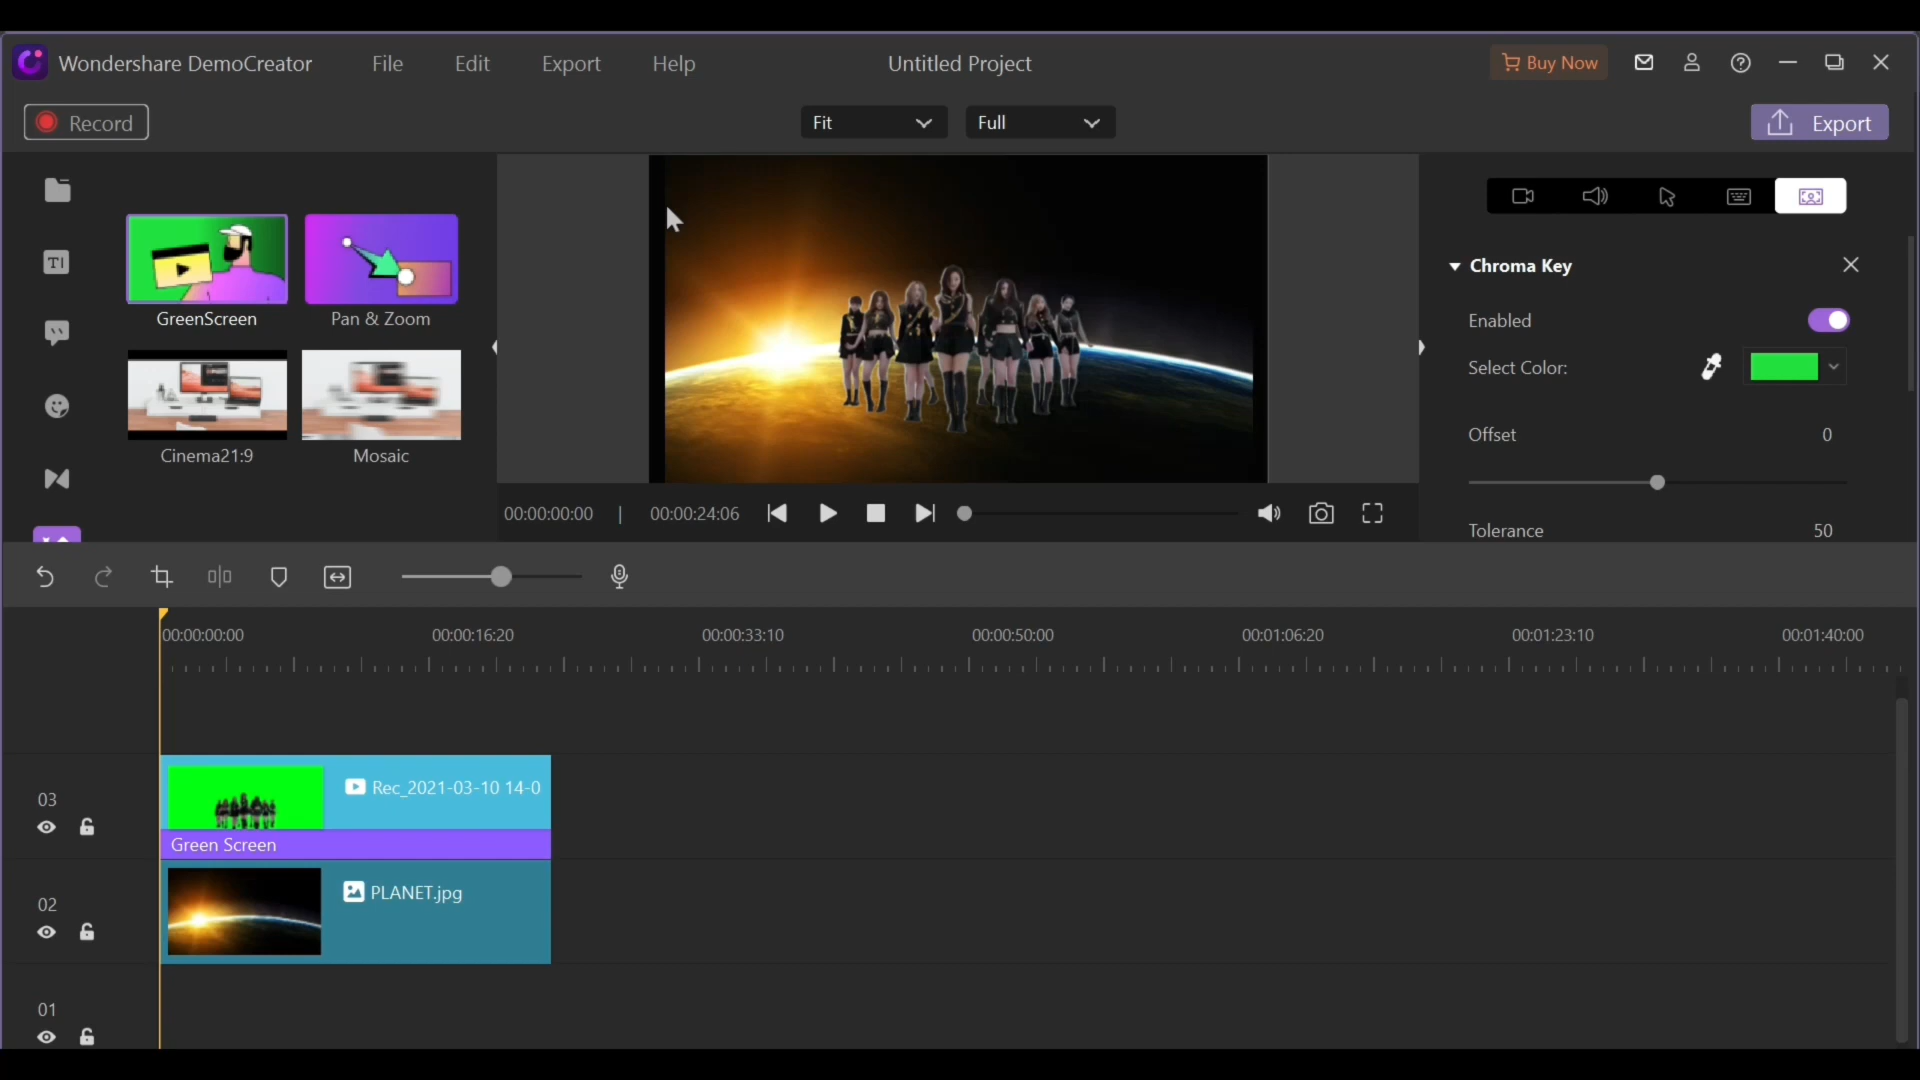 Wondershare DemoCreator
File
Edit
Export
Help
Untitled Project
Buy Now
Record
Fit
Full
Export
GreenScreen
Pan & Zoom
Cinema21:9
Mosaic
TI
Chroma Key
Enabled
Select Color:
Offset
0
Tolerance
50
00:00:00:00 | 00:00:24:06
00:00:00:00
00:00:16:20
00:00:33:10
00:00:50:00
00:01:06:20
00:01:23:10
00:01:40:00
03
Rec_2021-03-10 14-0
Green Screen
02
PLANET.jpg
01